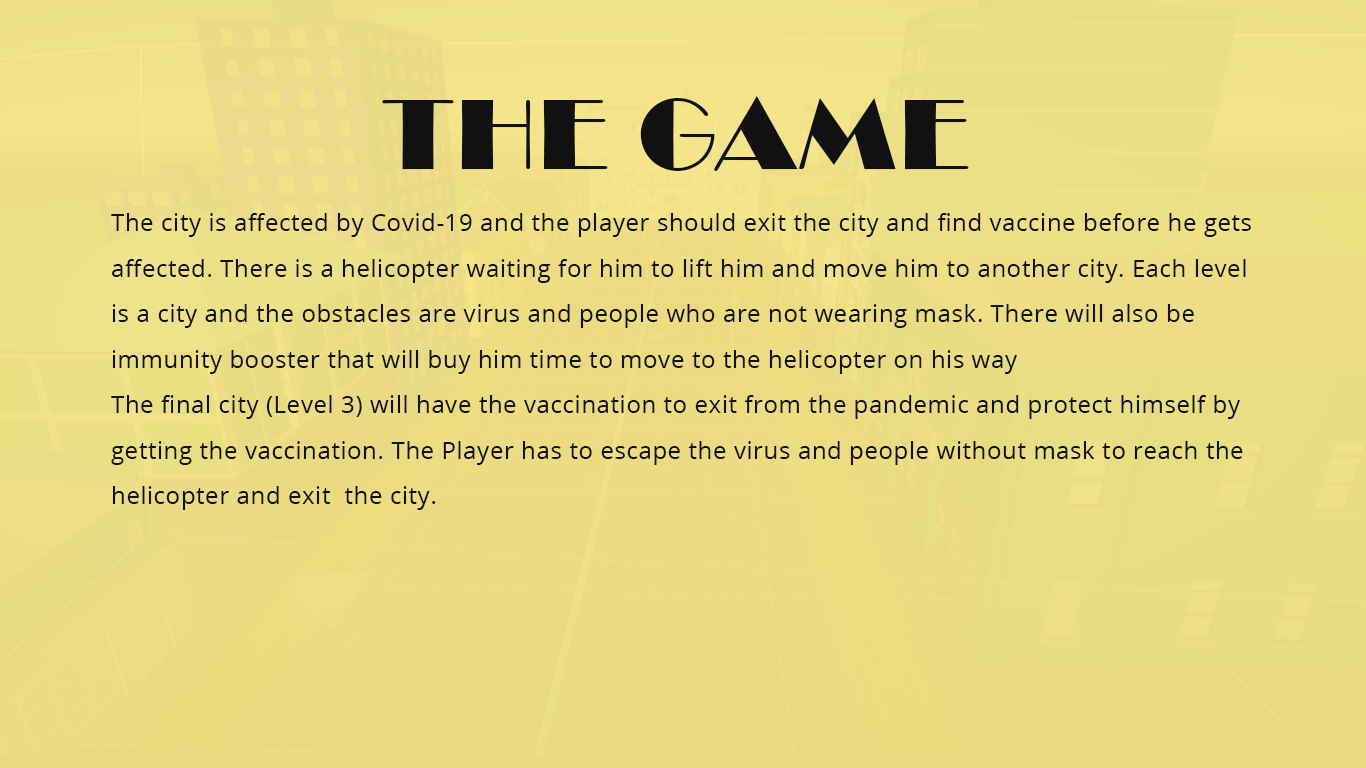 THE GAME
The city is affected by Covid-19 and the player should exit the city and find vaccine before he gets
affected. There is a helicopter waiting for him to lift him and move him to another city. Each level
is a city and the obstacles are virus and people who are not wearing mask. There will also be
immunity booster that will buy him time to move to the helicopter on his way
The final city (Level 3) will have the vaccination to exit from the pandemic and protect himself by
getting the vaccination. The Player has to escape the virus and people without mask to reach the
helicopter and exit  the city.